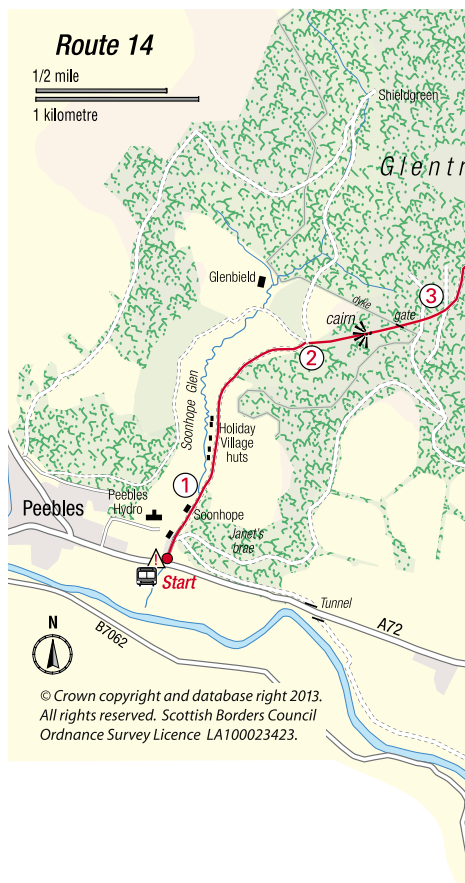 Route 14
1/2 mile
1 kilometre
Shieldgreen
Glentr
Glenbield
dyke
3
cairn
gate
2
Soonhope Glen
Holiday
Village
huts
1
Peebles
Peebles
Hydro
Soonhope
Janet's
brae
Start
Tunnel
A72
B7062
N
© Crown copyright and database right 2013.
All rights reserved. Scottish Borders Council
Ordnance Survey Licence LA100023423.